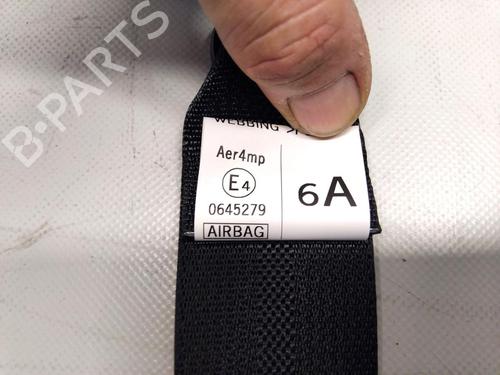 B-PARTS
WEBBING >
Aer4mp
E4
0645279
AIRBAG
6A